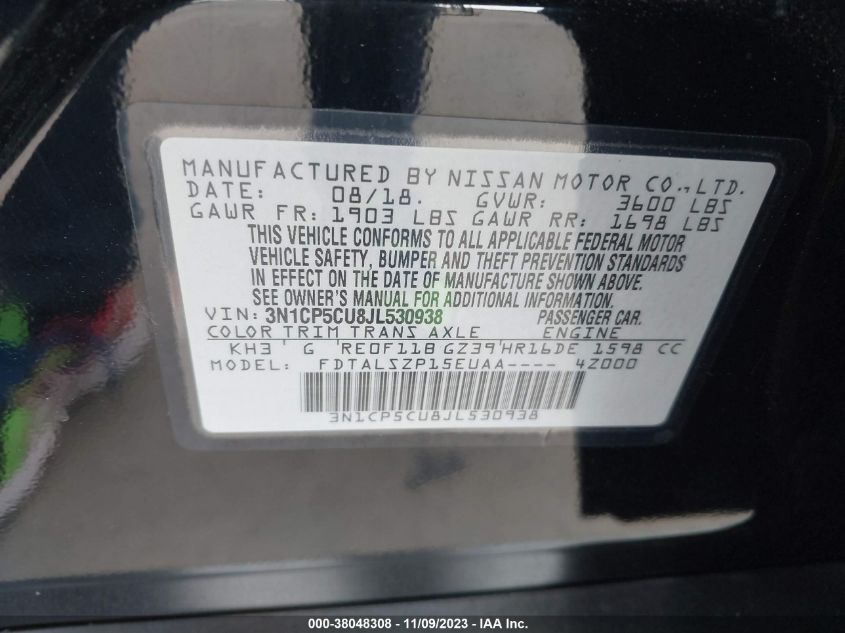 MANUFACTURED BY NISSAN MOTOR CO.,LTD.
DATE: 08/18. GVWR: 3600 LBS
GAWR FR: 1903 LBS GAWR RR: 1698 LBS
THIS VEHICLE CONFORMS TO ALL APPLICABLE FEDERAL MOTOR
VEHICLE SAFETY, BUMPER AND THEFT PREVENTION STANDARDS
IN EFFECT ON THE DATE OF MANUFACTURE SHOWN ABOVE.
SEE OWNER'S MANUAL FOR ADDITIONAL INFORMATION.
VIN: 3N1CP5CU8JL530938 PASSENGER CAR.
COLOR TRIM TRANS AXLE ENGINE
KH3 ' G 'RE0F11B GZ39'HR16DE 1598 CC
MODEL: FDTALSZP15EUAA---- 4Z000
3N1CP5CU8JL530938
000-38048308 - 11/09/2023 - IAA Inc.